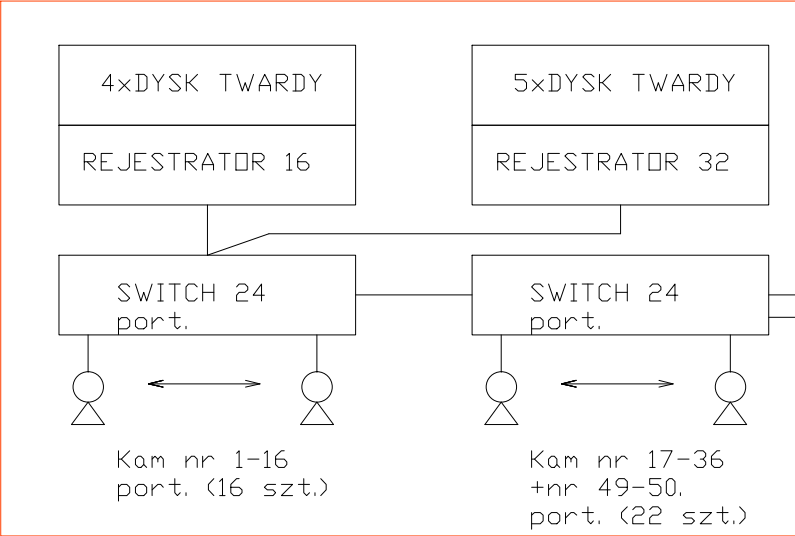 4xDYSK TWARDY
REJESTRATOR 16
5xDYSK TWARDY
REJESTRATOR 32
SWITCH 24
port.
SWITCH 24
port.
Kam nr 1-16
port. (16 szt.)
Kam nr 17-36
+nr 49-50.
port. (22 szt.)